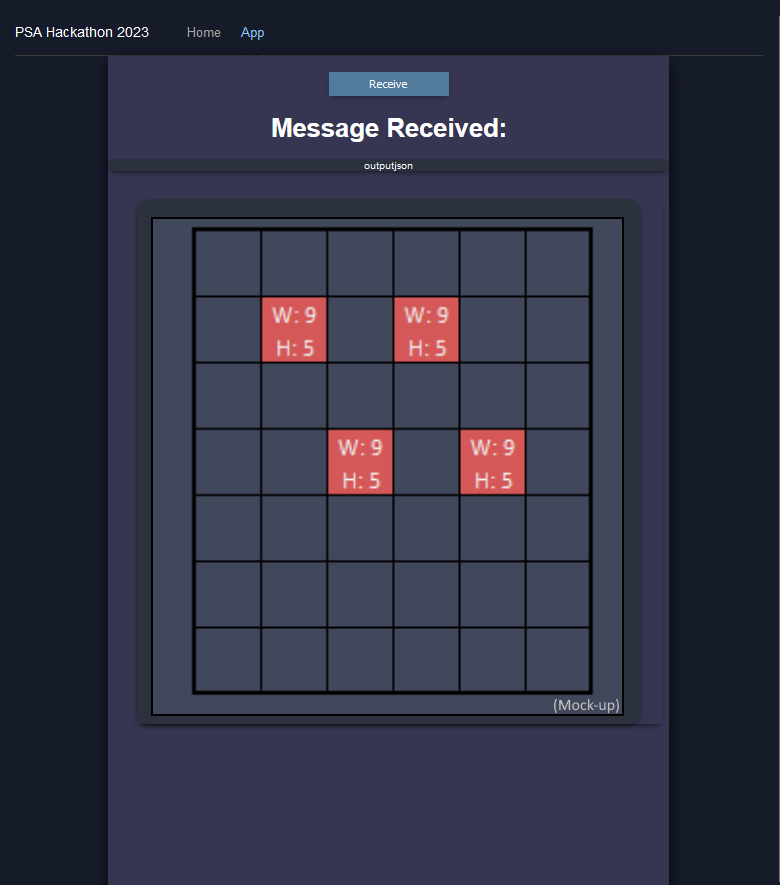 PSA Hackathon 2023 Home App
Receive
Message Received:
outputjson
W: 9 W: 9
H: 5 H: 5
W: 9 W: 9
H: 5 H: 5
(Mock-up)